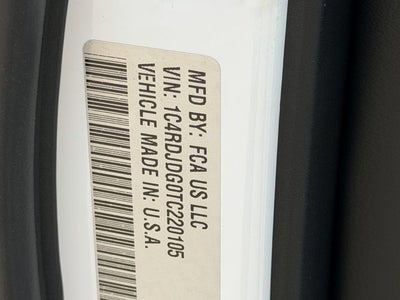 MFD BY: FCA US LLC
VIN: 1C4RDJDG0TC220105
VEHICLE MADE IN: U.S.A.